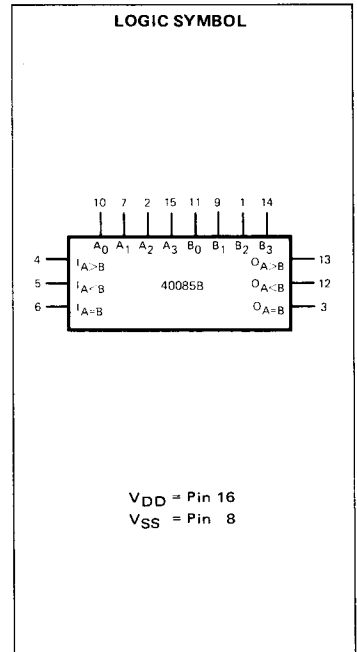 LOGIC SYMBOL
10 7 2 15 11 9 1 14
A0 A1 A2 A3 B0 B1 B2 B3
4 IA>B OA>B 13
5 IA<B 40085B OA<B 12
6 IA=B OA=B 3
VDD = Pin 16
VSS = Pin 8